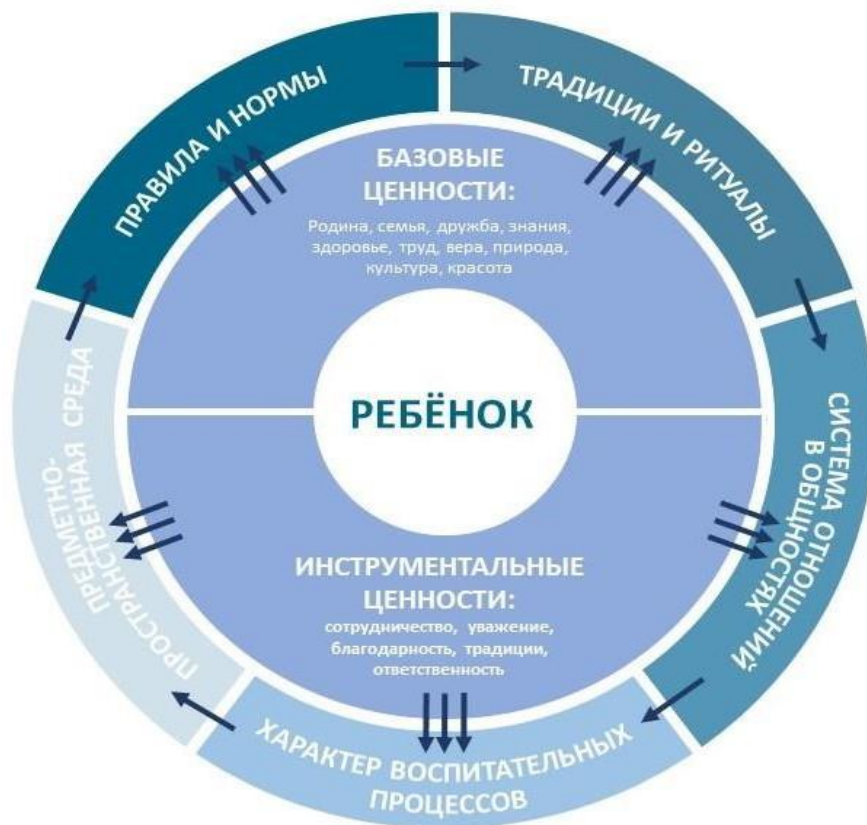 ПРАВИЛА И НОРМЫ
ТРАДИЦИИ И РИТУАЛЫ
БАЗОВЫЕ
ЦЕННОСТИ:
Родина, семья, дружба, знания,
здоровье, труд, вера, природа,
культура, красота
РЕБЁНОК
ПРЕДМЕТНО-
ПРОСТРАНСТВЕННАЯ СРЕДА
СИСТЕМА ОТНОШЕНИЙ
В ОБЩНОСТЯХ
ИНСТРУМЕНТАЛЬНЫЕ
ЦЕННОСТИ:
сотрудничество, уважение,
благодарность, традиции,
ответственность
ХАРАКТЕР ВОСПИТАТЕЛЬНЫХ
ПРОЦЕССОВ